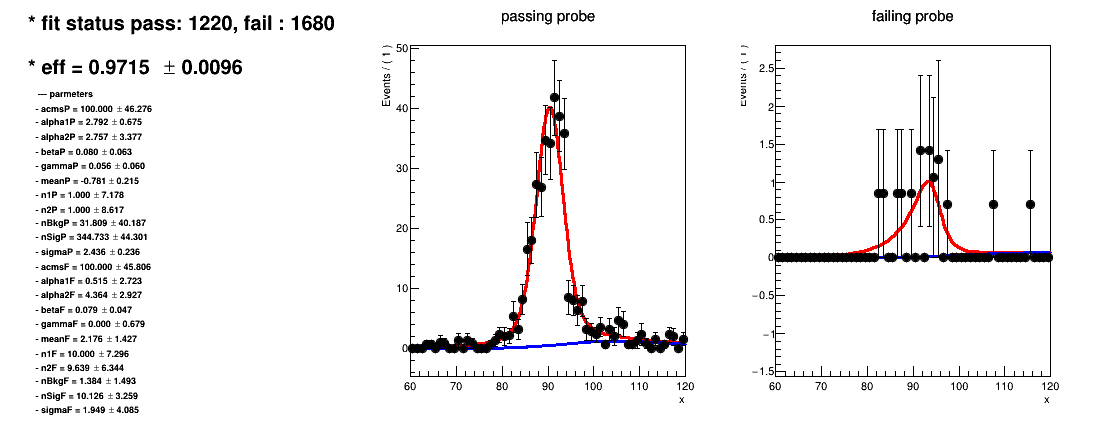 * fit status pass: 1220, fail : 1680
* eff = 0.9715 ± 0.0096
--- parmeters
- acmsP = 100.000 ± 46.276
- alpha1P = 2.792 ± 0.675
- alpha2P = 2.757 ± 3.377
- betaP = 0.080 ± 0.063
- gammaP = 0.056 ± 0.060
- meanP = -0.781 ± 0.215
- n1P = 1.000 ± 7.178
- n2P = 1.000 ± 8.617
- nBkgP = 31.809 ± 40.187
- nSigP = 344.733 ± 44.301
- sigmaP = 2.436 ± 0.236
- acmsF = 100.000 ± 45.806
- alpha1F = 0.515 ± 2.723
- alpha2F = 4.364 ± 2.927
- betaF = 0.079 ± 0.047
- gammaF = 0.000 ± 0.679
- meanF = 2.176 ± 1.427
- n1F = 10.000 ± 7.296
- n2F = 9.639 ± 6.344
- nBkgF = 1.384 ± 1.493
- nSigF = 10.126 ± 3.259
- sigmaF = 1.949 ± 4.085
passing probe
Events / ( 1 )
50
40
30
20
10
0
60 70 80 90 100 110 120
x
failing probe
Events / ( 1 )
2.5
2
1.5
1
0.5
0
−0.5
−1
−1.5
60 70 80 90 100 110 120
x